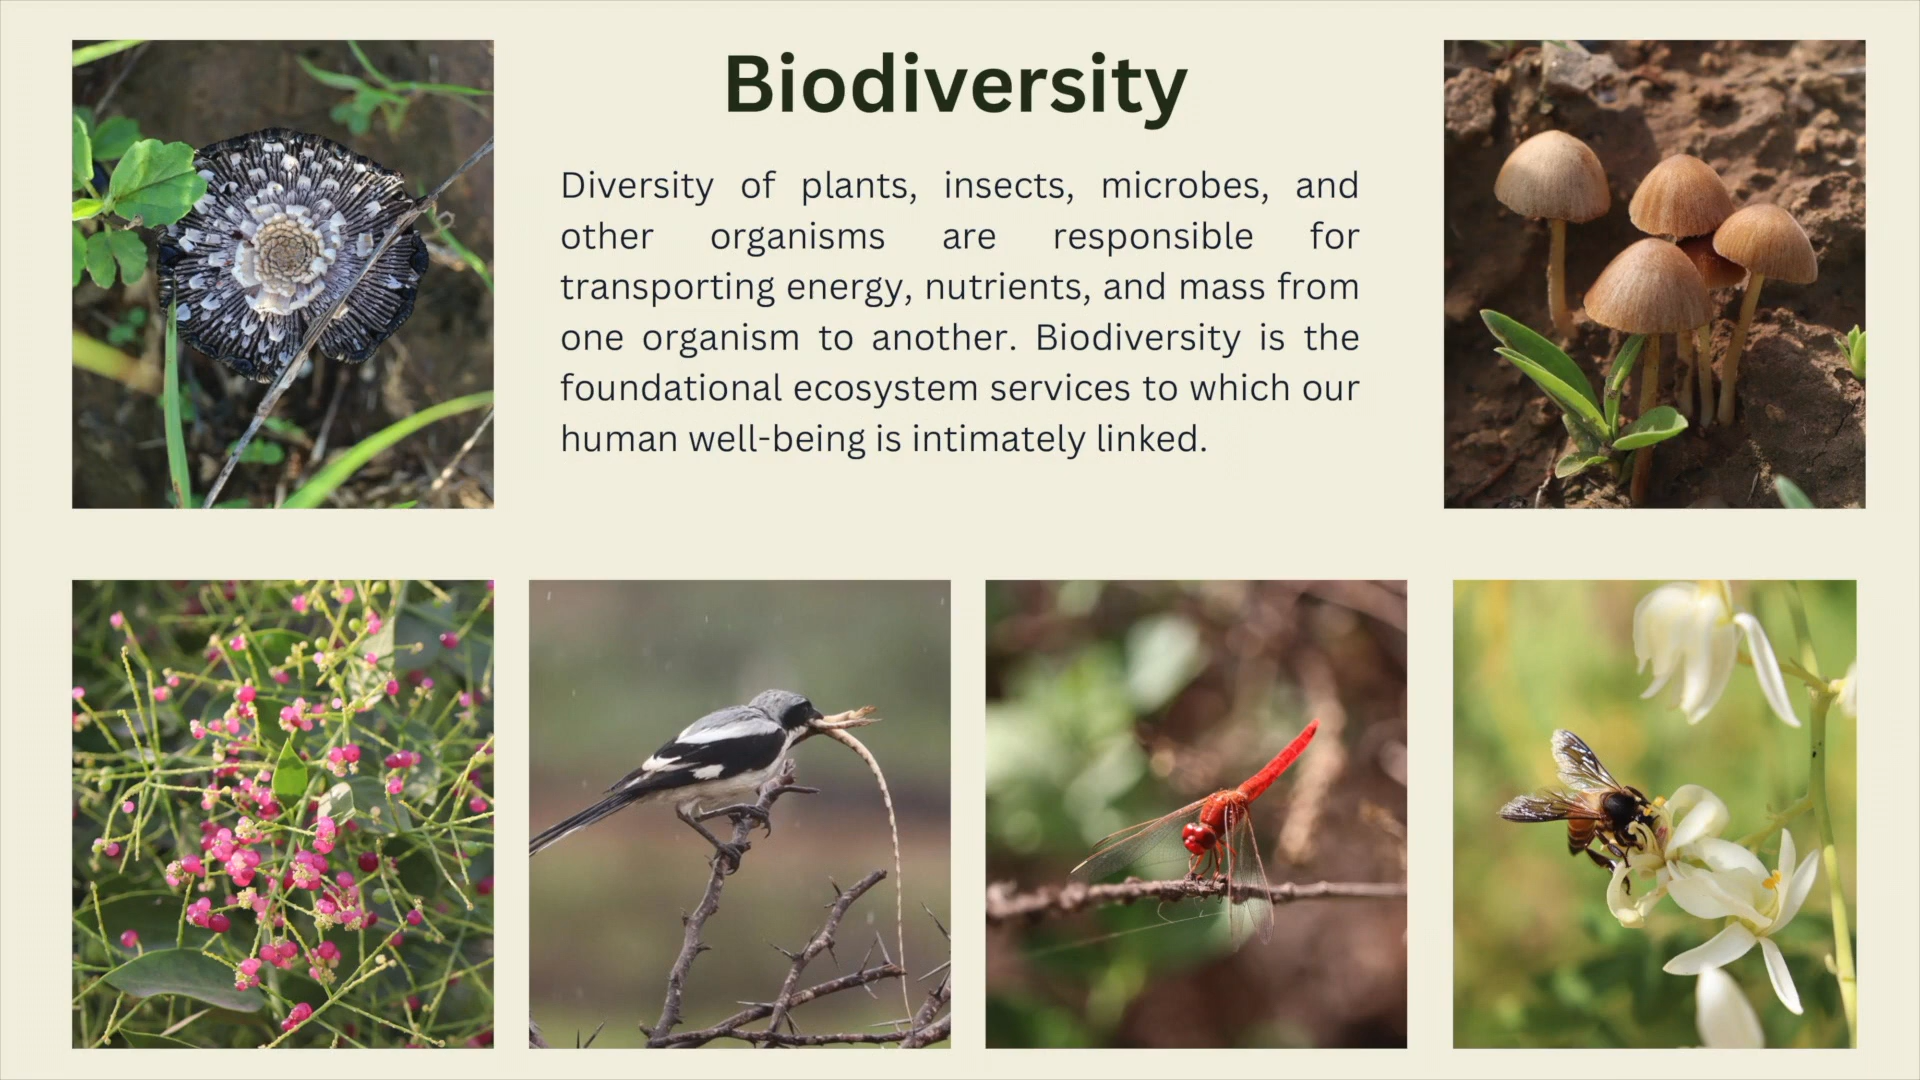 Biodiversity
Diversity of plants, insects, microbes, and
other organisms are responsible for
transporting energy, nutrients, and mass from
one organism to another. Biodiversity is the
foundational ecosystem services to which our
human well-being is intimately linked.